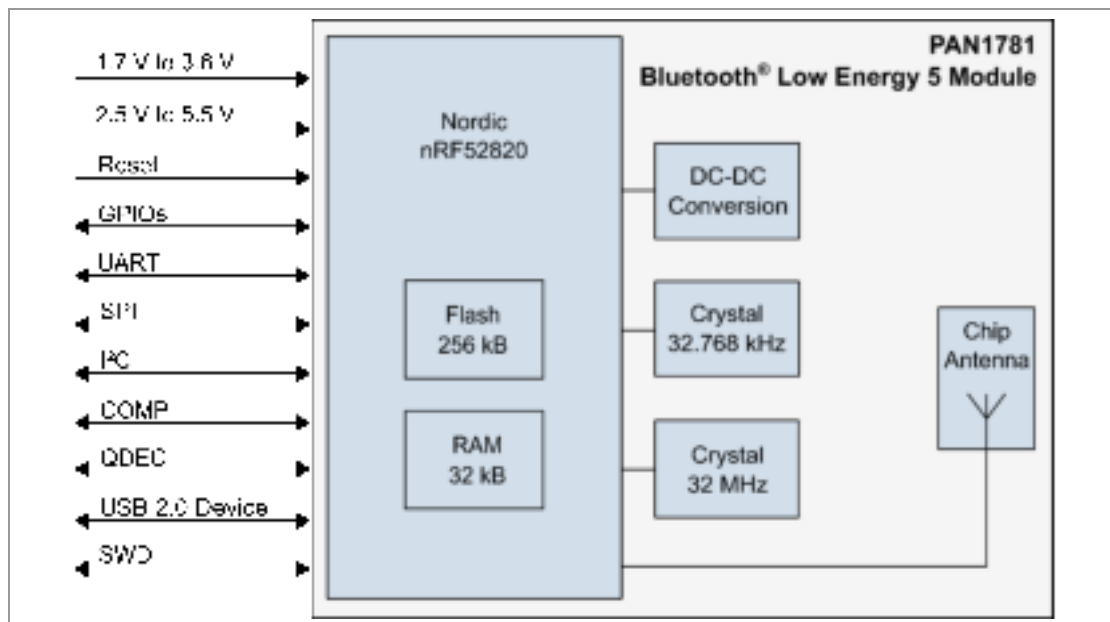 PAN1781
Bluetooth® Low Energy 5 Module
1.7 V to 3.6 V
2.5 V to 5.5 V
Reset
GPIOs
UART
SPI
I²C
COMP
QDEC
USB 2.0 Device
SWD
Nordic
nRF52820
Flash
256 kB
RAM
32 kB
DC-DC
Conversion
Crystal
32.768 kHz
Crystal
32 MHz
Chip
Antenna